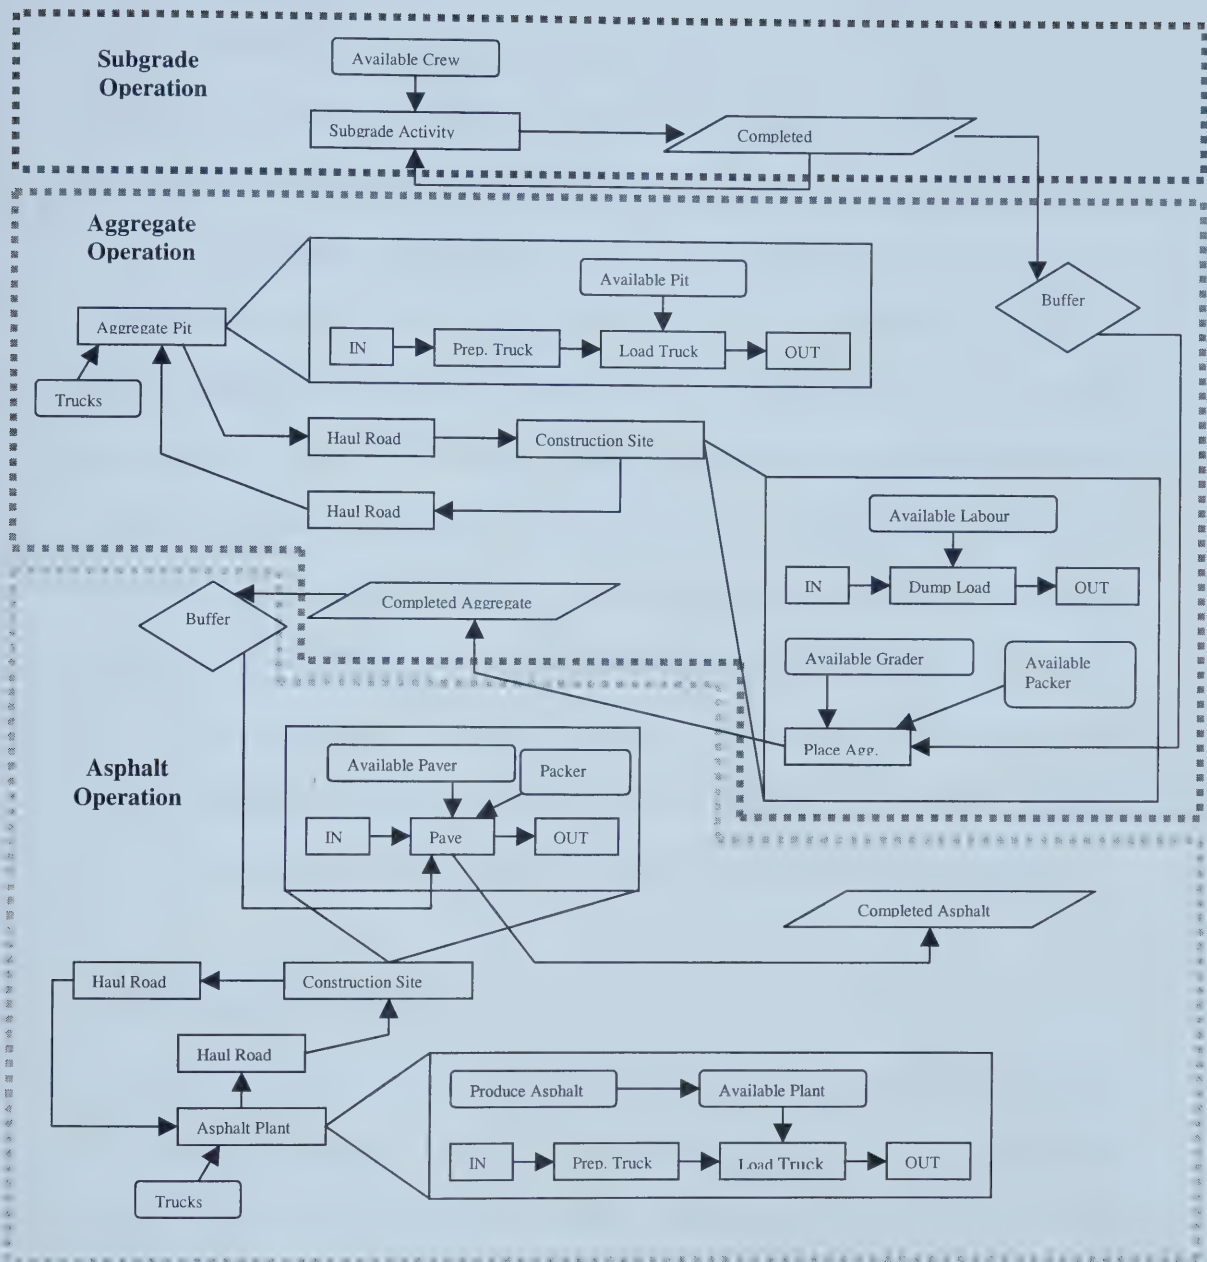 Subgrade
Operation
Available Crew
Subgrade Activity
Completed
Aggregate
Operation
Available Pit
Buffer
Aggregate Pit
IN
Prep. Truck
Load Truck
OUT
Trucks
Haul Road
Construction Site
Haul Road
Available Labour
IN
Dump Load
OUT
Completed Aggregate
Buffer
Available Grader
Available
Packer
Place Agg.
Asphalt
Operation
Available Paver
Packer
IN
Pave
OUT
Completed Asphalt
Haul Road
Construction Site
Haul Road
Produce Asphalt
Available Plant
Asphalt Plant
IN
Prep. Truck
Load Truck
OUT
Trucks